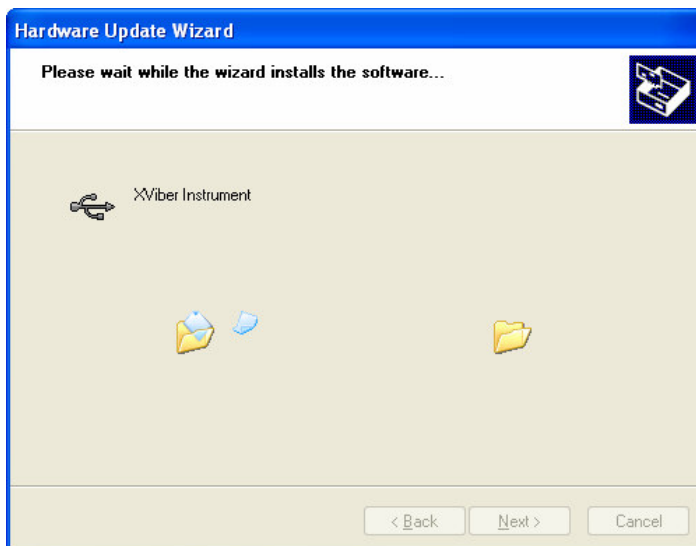 Hardware Update Wizard
Please wait while the wizard installs the software...
XViber Instrument
< Back
Next >
Cancel